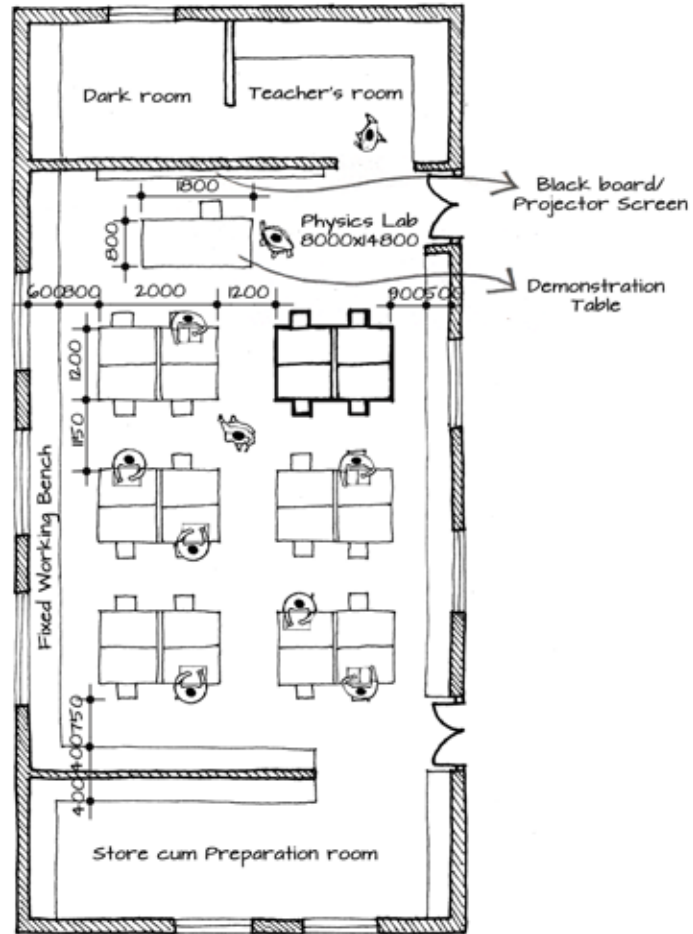 Dark room
Teacher's room
1800
Black board/
Projector Screen
Physics Lab
8000x14800
800
Demonstration
Table
600
800
2000
1200
900
500
1200
1150
Fixed Working Bench
750
400
400
Store cum Preparation room